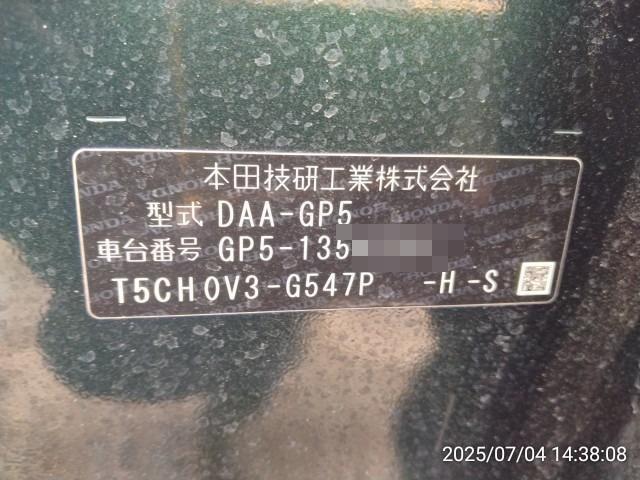 本田技研工業株式会社
型式 DAA-GP5
車台番号 GP5-135
T5CH0V3-G547P -H-S
2025/07/04 14:38:08